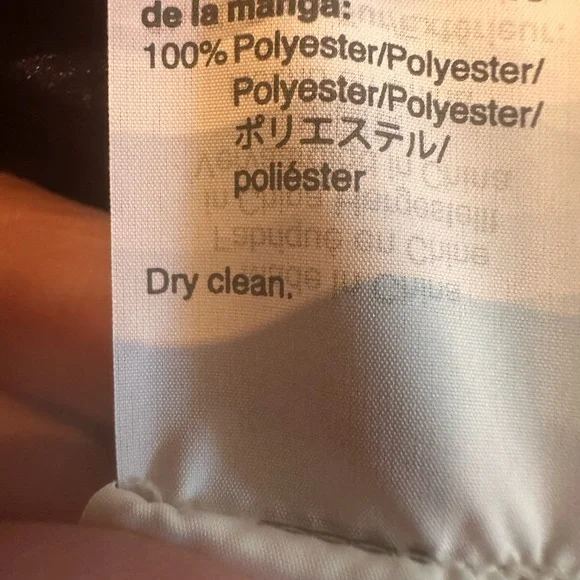 de la manga:
100% Polyester/Polyester/
Polyester/Polyester/
ポリエステル/
poliéster
Dry clean.